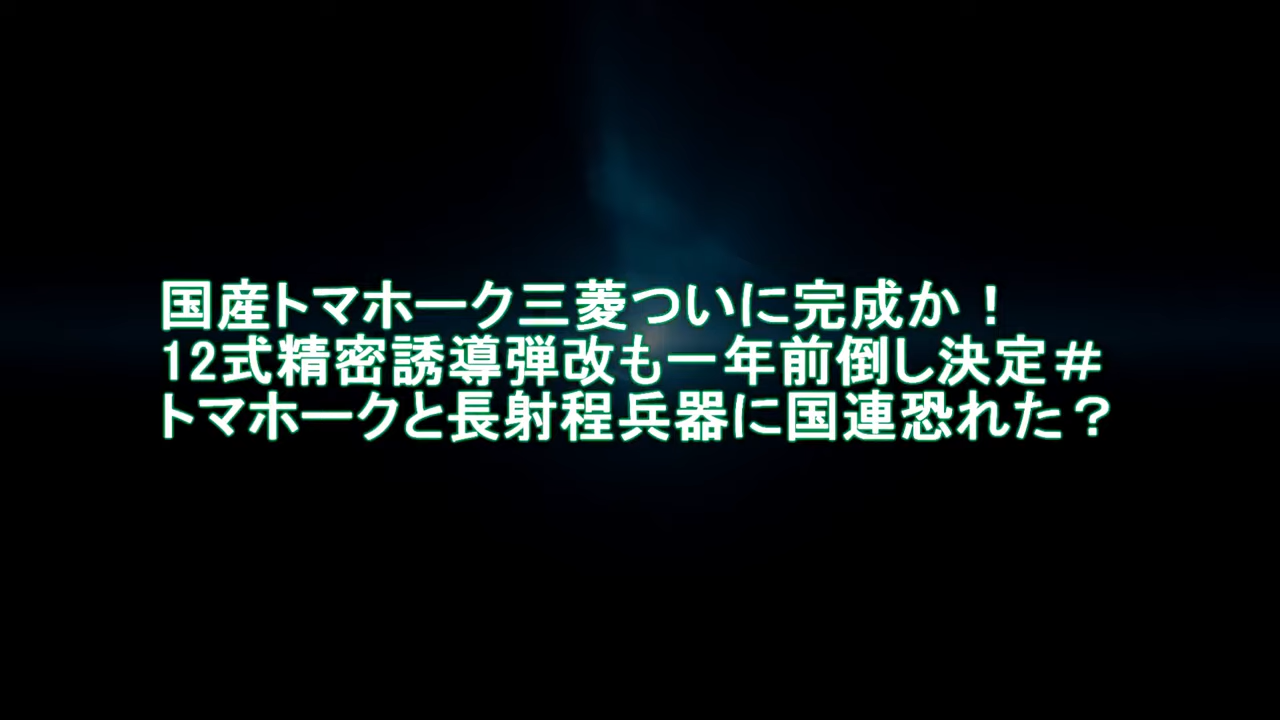 国産トマホーク三菱ついに完成か！
12式精密誘導弾改も一年前倒し決定＃
トマホークと長射程兵器に国連恐れた？